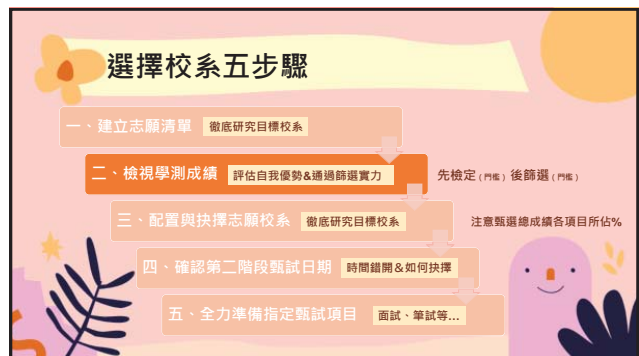 選擇校系五步驟
一、建立志願清單 徹底研究目標校系
二、檢視學測成績 評估自我優勢&通過篩選實力 先檢定(門檻)後篩選(門檻)
三、配置與抉擇志願校系 徹底研究目標校系 注意甄選總成績各項目所佔%
四、確認第二階段甄試日期 時間錯開&如何抉擇
五、全力準備指定甄試項目 面試、筆試等...